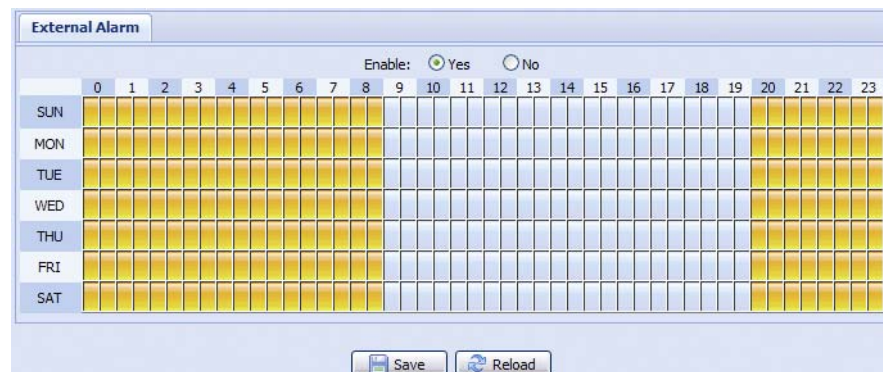 External Alarm
Enable: Yes No
0 1 2 3 4 5 6 7 8 9 10 11 12 13 14 15 16 17 18 19 20 21 22 23
SUN
MON
TUE
WED
THU
FRI
SAT
Save Reload